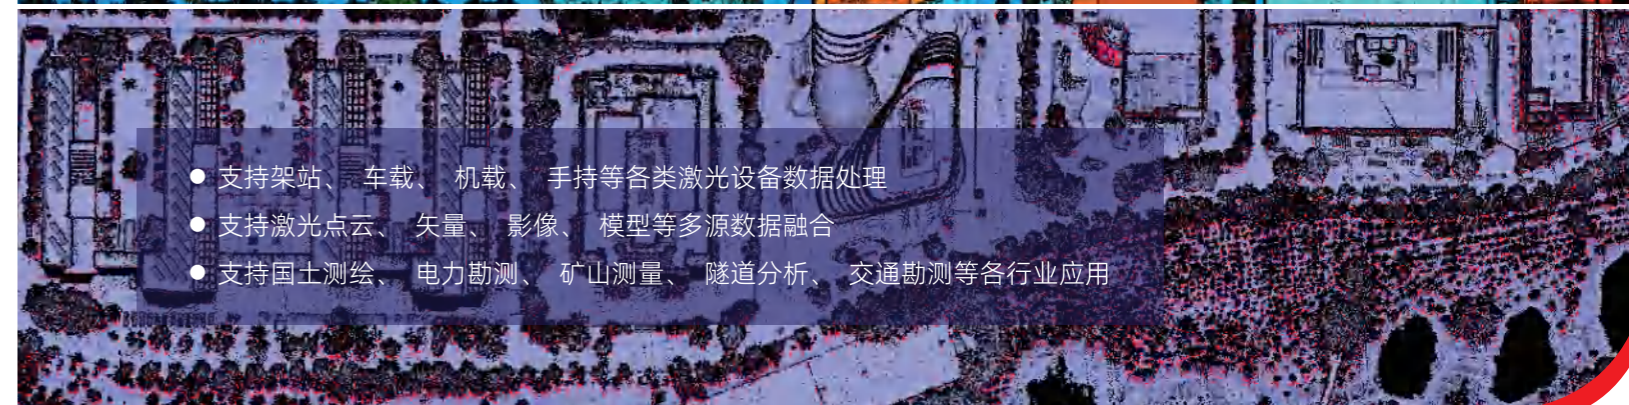 ● 支持架站、 车载、 机载、 手持等各类激光设备数据处理
● 支持激光点云、 矢量、 影像、 模型等多源数据融合
● 支持国土测绘、 电力勘测、 矿山测量、 隧道分析、 交通勘测等各行业应用